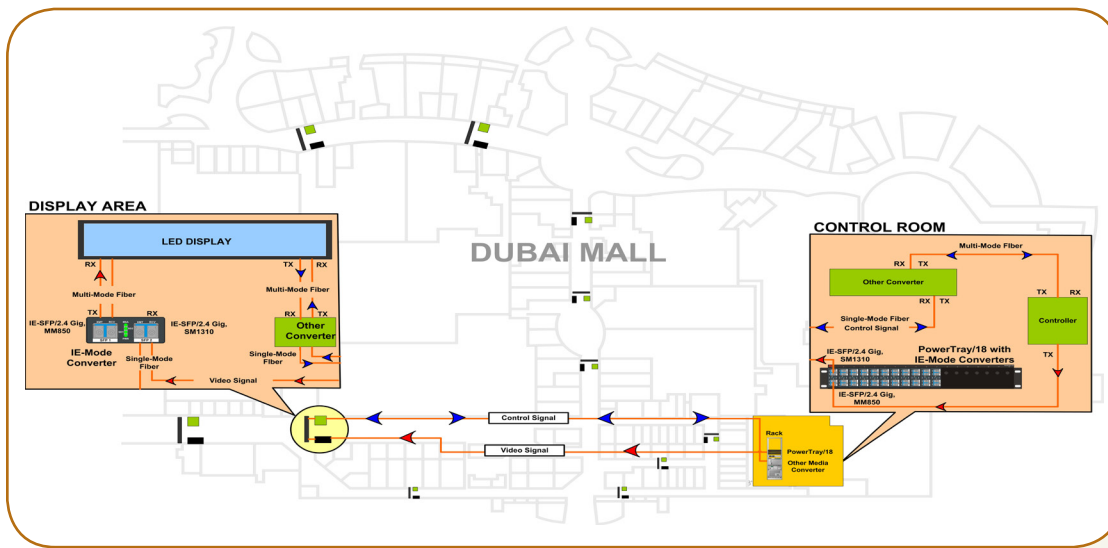 DUBAI MALL
DISPLAY AREA
LED DISPLAY
RX
TX
RX
Multi-Mode FIber
Multi-Mode FIber
TX
RX
RX
TX
IE-SFP/2.4 Gig,
MM850
IE-SFP/2.4 Gig,
SM1310
Other
Converter
IE-Mode
Converter
Single-Mode
Fiber
Single-Mode
FIber
Video Signal
CONTROL ROOM
Multi-Mode FIber
RX
TX
Other Converter
TX
RX
RX
TX
Single-Mode Fiber
Control Signal
Controller
TX
IE-SFP/2.4 Gig,
SM1310
PowerTray/18 with
IE-Mode Converters
IE-SFP/2.4 Gig,
MM850
Control Signal
Video Signal
Rack
PowerTray/18
Other Media
Converter